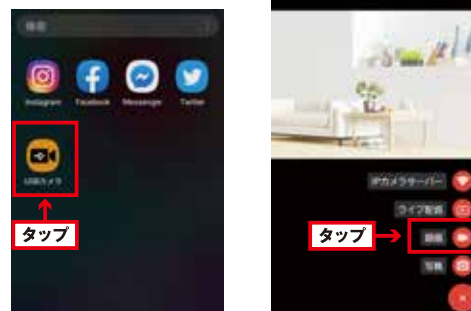 検索
Instagram
Facebook
Messenger
Twitter
USBカメラ
タップ
IPカメラサーバー
ライブ配信
タップ
録画
写真